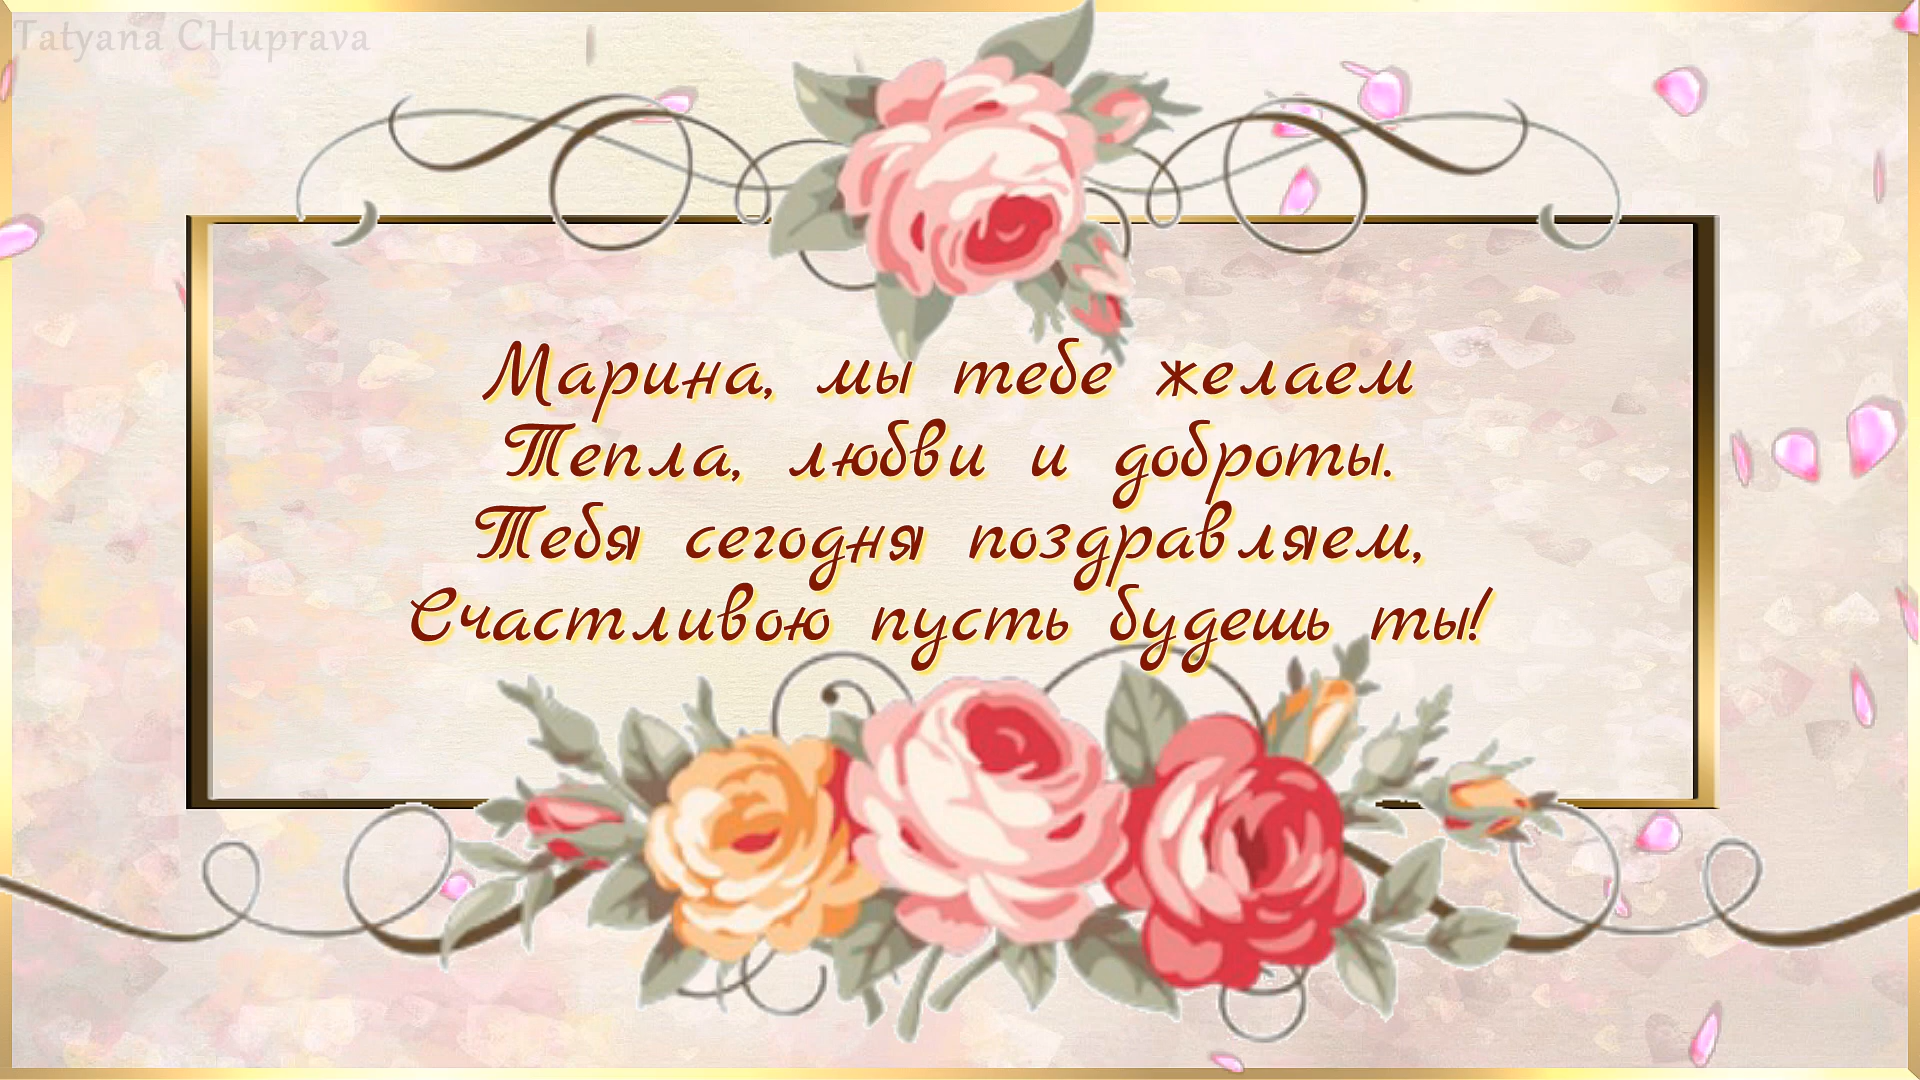 Tatyana CHuprava
Марина, мы тебе желаем
Тепла, любви и доброты.
Тебя сегодня поздравляем,
Счастливою пусть будешь ты!